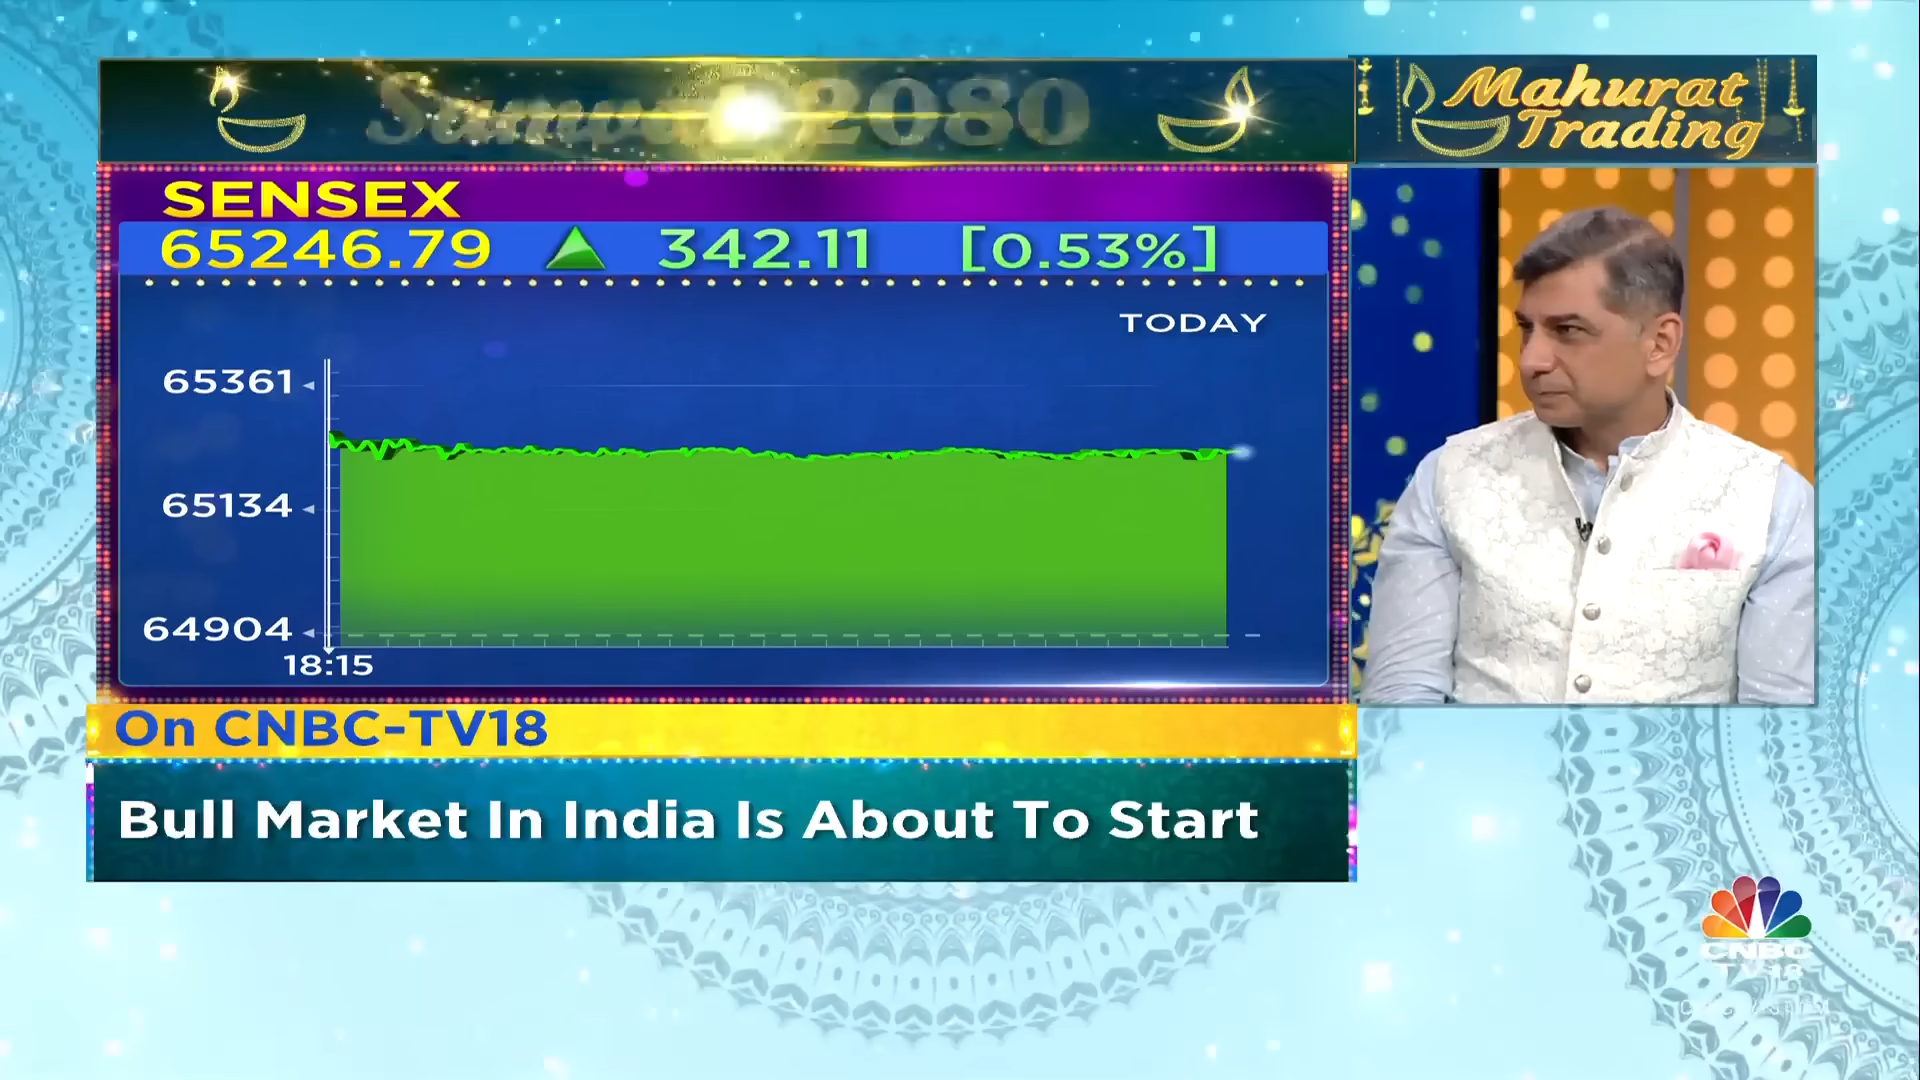 Samvat 2080
Mahurat
Trading
SENSEX
65246.79 342.11 [0.53%]
TODAY
65361
65134
64904
18:15
On CNBC-TV18
Bull Market In India Is About To Start
CNBC
TV18